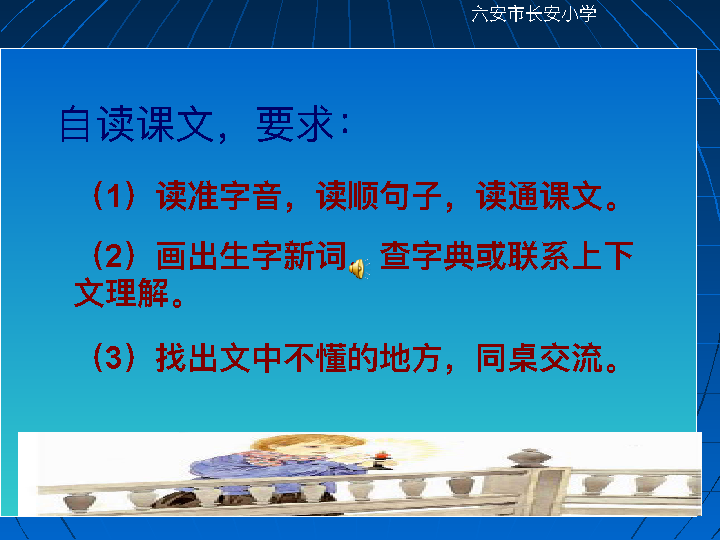 六安市长安小学
自读课文，要求：
（1）读准字音，读顺句子，读通课文。
（2）画出生字新词 查字典或联系上下
文理解。
（3）找出文中不懂的地方，同桌交流。